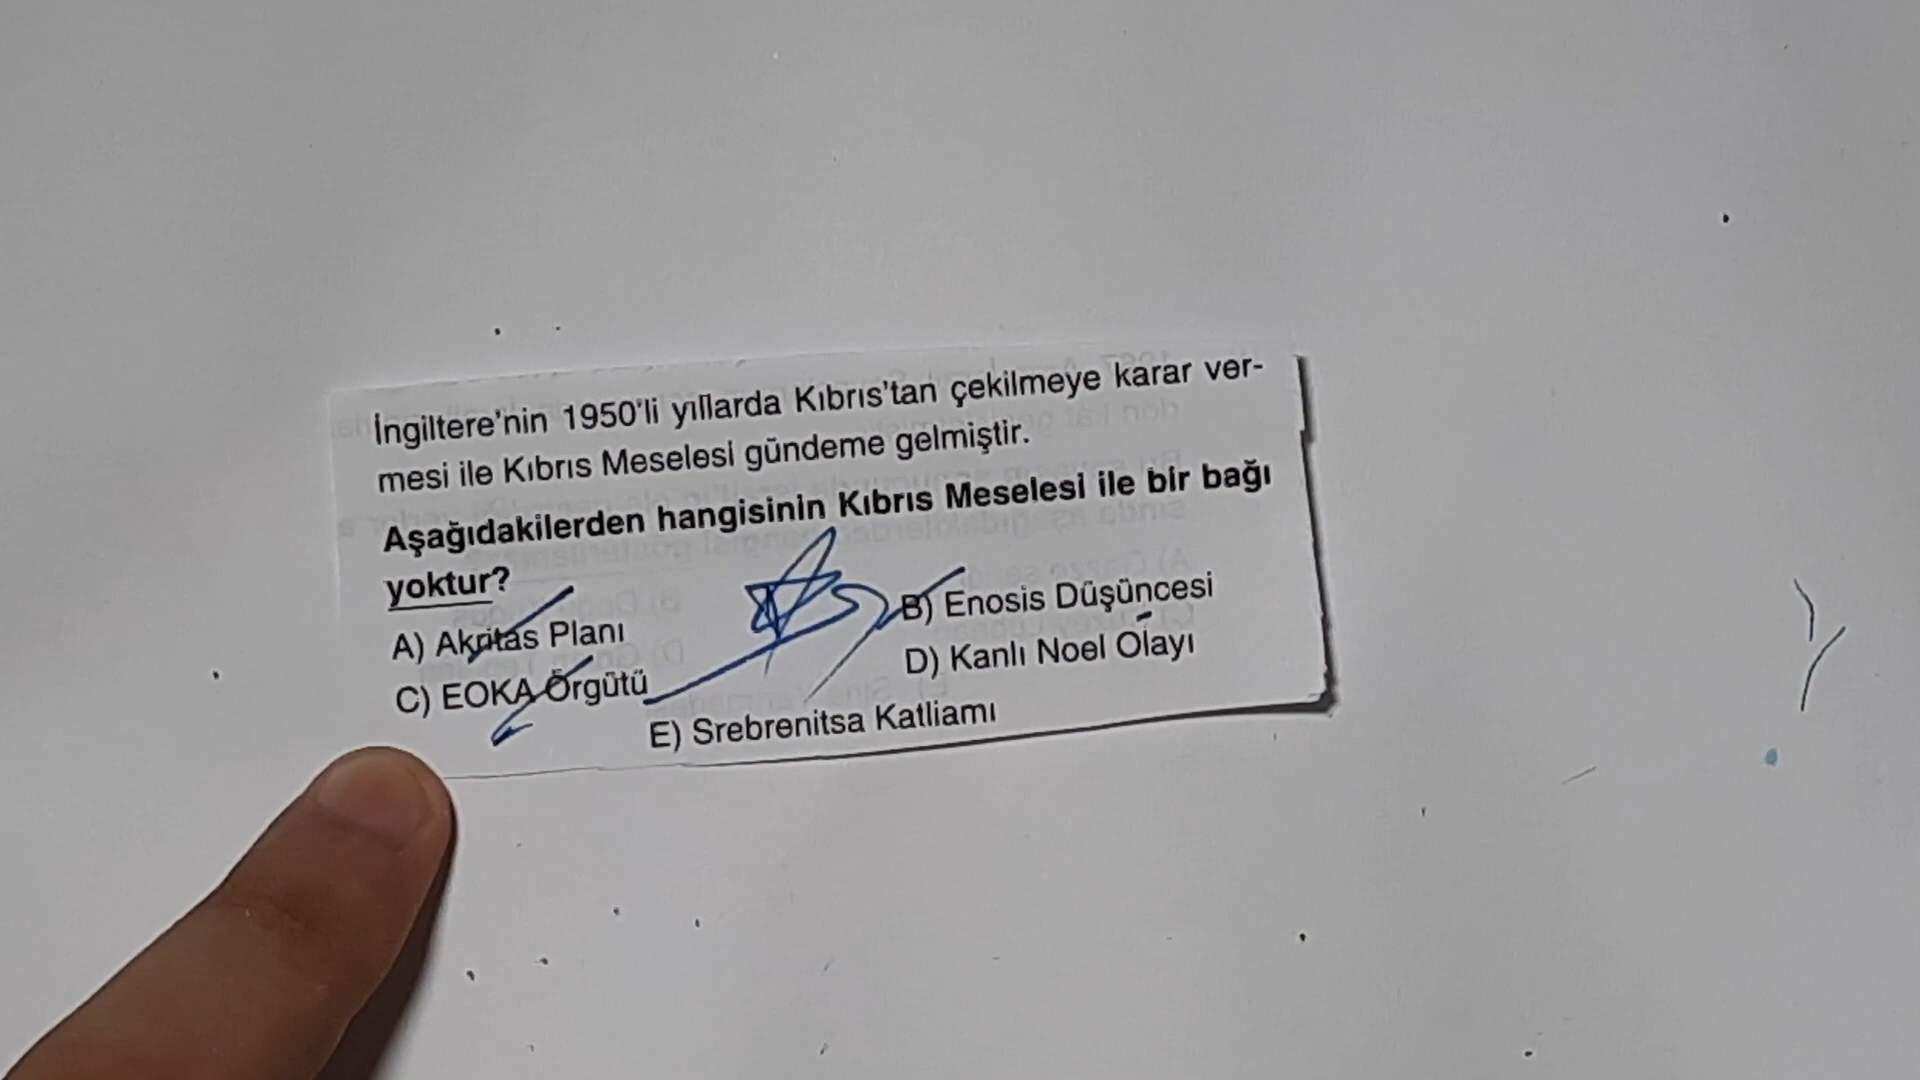 İngiltere'nin 1950'li yıllarda Kıbrıs'tan çekilmeye karar ver-
mesi ile Kıbrıs Meselesi gündeme gelmiştir.
Aşağıdakilerden hangisinin Kıbrıs Meselesi ile bir bağı
yoktur?
A) Akritas Planı B) Enosis Düşüncesi
C) EOKA Örgütü D) Kanlı Noel Olayı
E) Srebrenitsa Katliamı